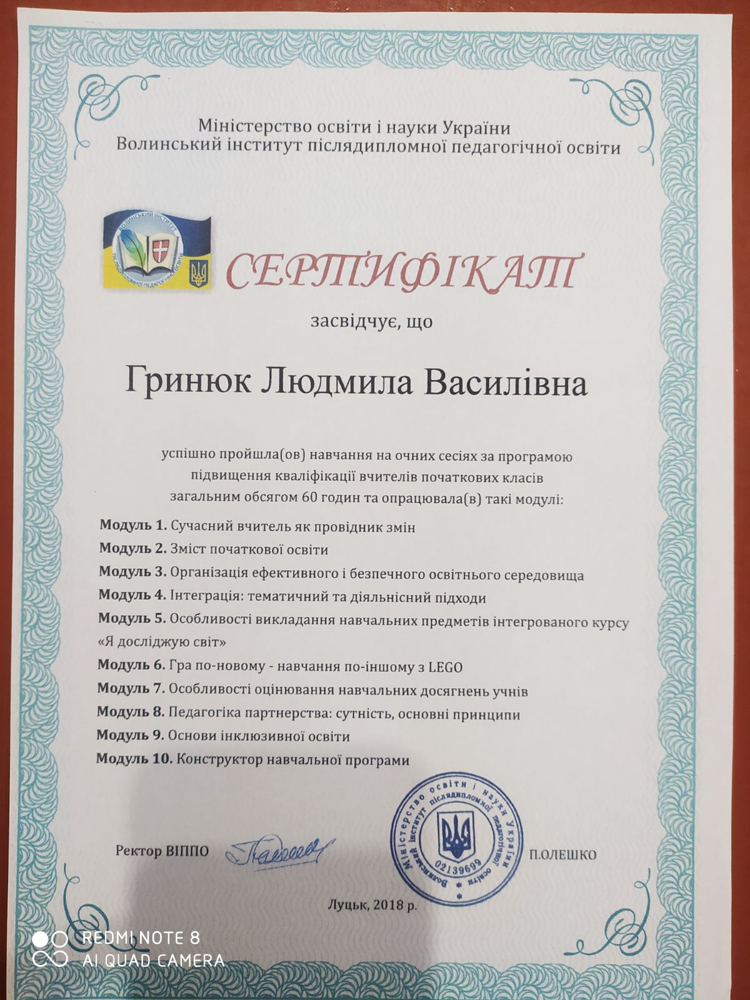 Міністерство освіти і науки України
Волинський інститут післядипломної педагогічної освіти
ВОЛИНСЬКИЙ ІНСТИТУТ
ПІСЛЯДИПЛОМНОЇ ПЕДАГОГІЧНОЇ ОСВІТИ
СЕРТИФІКАТ
засвідчує, що
Гринюк Людмила Василівна
успішно пройшла(ов) навчання на очних сесіях за програмою
підвищення кваліфікації вчителів початкових класів
загальним обсягом 60 годин та опрацювала(в) такі модулі:
Модуль 1. Сучасний вчитель як провідник змін
Модуль 2. Зміст початкової освіти
Модуль 3. Організація ефективного і безпечного освітнього середовища
Модуль 4. Інтеграція: тематичний та діяльнісний підходи
Модуль 5. Особливості викладання навчальних предметів інтегрованого курсу
«Я досліджую світ»
Модуль 6. Гра по-новому - навчання по-іншому з LEGO
Модуль 7. Особливості оцінювання навчальних досягнень учнів
Модуль 8. Педагогіка партнерства: сутність, основні принципи
Модуль 9. Основи інклюзивної освіти
Модуль 10. Конструктор навчальної програми
Міністерство освіти і науки України
Волинський інститут післядипломної педагогічної освіти
02139699
Ректор ВІППО
П.ОЛЕШКО
Луцьк, 2018 р.
REDMI NOTE 8
AI QUAD CAMERA